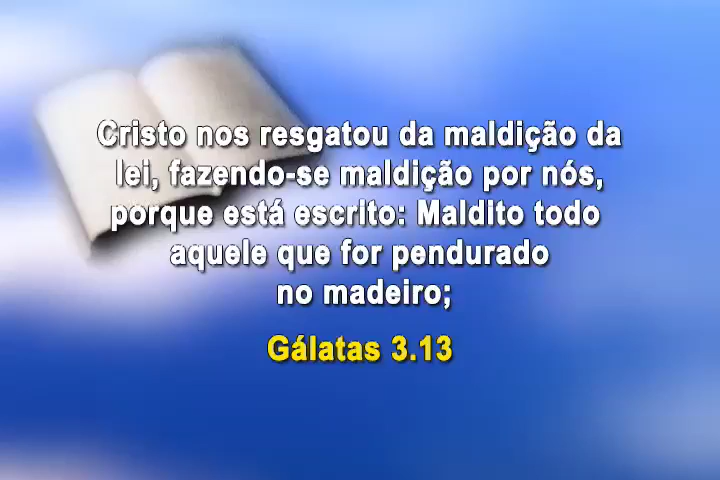 Cristo nos resgatou da maldição da
lei, fazendo-se maldição por nós,
porque está escrito: Maldito todo
aquele que for pendurado
no madeiro;
Gálatas 3.13